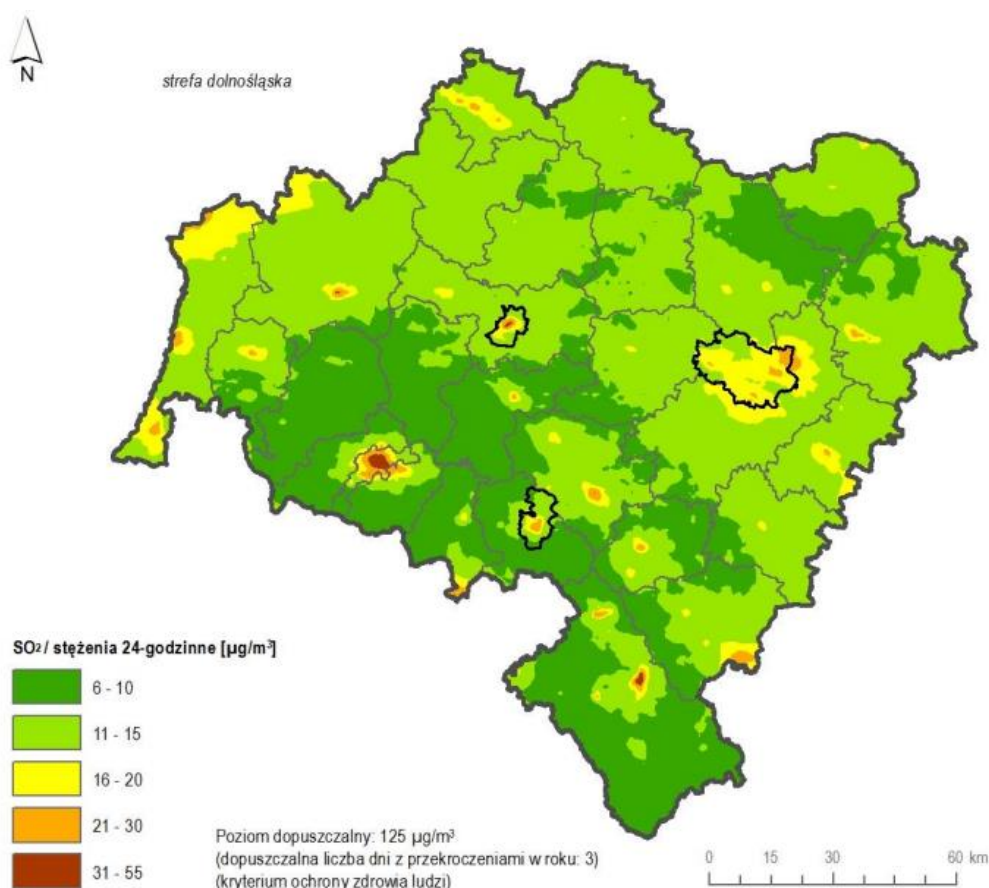 N
strefa dolnośląska
SO2 / stężenia 24-godzinne [µg/m³]
6 - 10
11 - 15
16 - 20
21 - 30
31 - 55
Poziom dopuszczalny: 125 µg/m³
(dopuszczalna liczba dni z przekroczeniami w roku: 3)
(kryterium ochrony zdrowia ludzi)
0 15 30 60 km